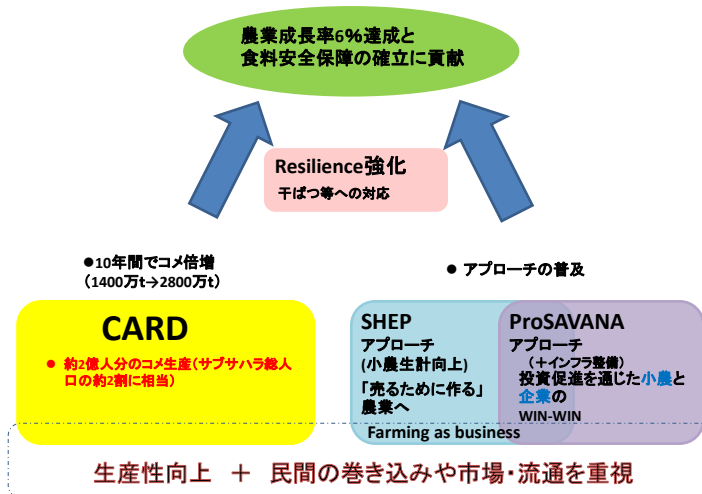 農業成長率6%達成と
食料安全保障の確立に貢献
Resilience強化
干ばつ等への対応
●10年間でコメ倍増
（1400万t→2800万t）
● アプローチの普及
CARD
● 約2億人分のコメ生産（サブサハラ総人
口の約2割に相当）
SHEP
アプローチ
(小農生計向上)
「売るために作る」
農業へ
ProSAVANA
アプローチ
（＋インフラ整備）
投資促進を通じた小農と
企業の
WIN-WIN
Farming as business
生産性向上　＋　民間の巻き込みや市場・流通を重視